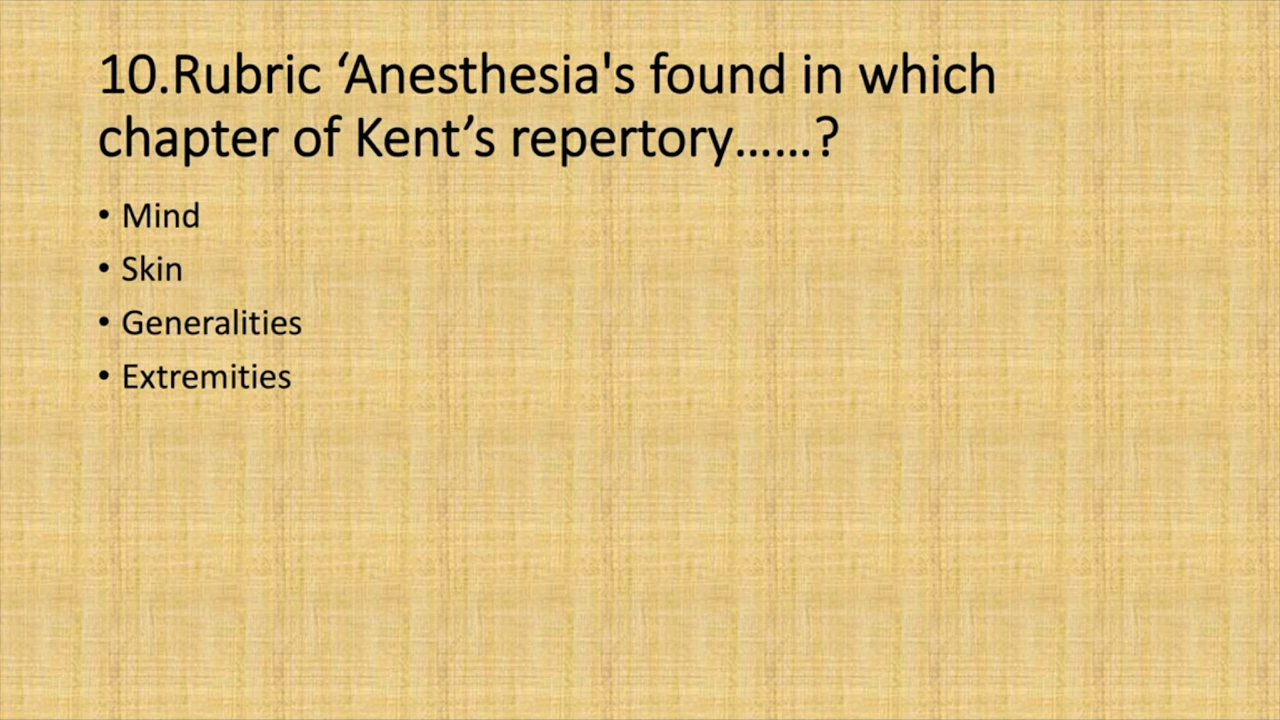 10.Rubric ‘Anesthesia's found in which
chapter of Kent’s repertory……?
• Mind
• Skin
• Generalities
• Extremities